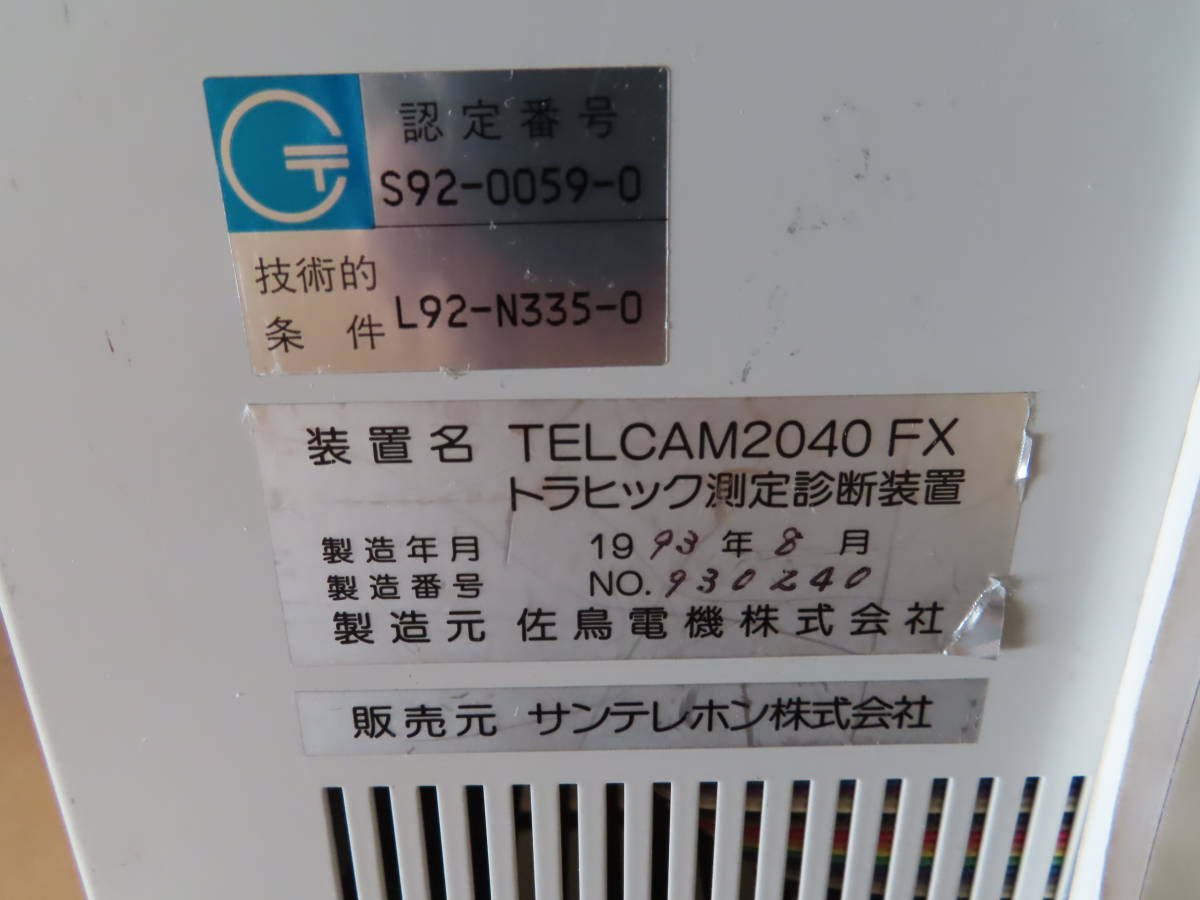 認定番号
S92-0059-0
技術的
条件 L92-N335-0
装置名 TELCAM2040 FX
トラヒック測定診断装置
製造年月 1993年8月
製造番号 NO.930240
製造元 佐鳥電機株式会社
販売元 サンテレホン株式会社